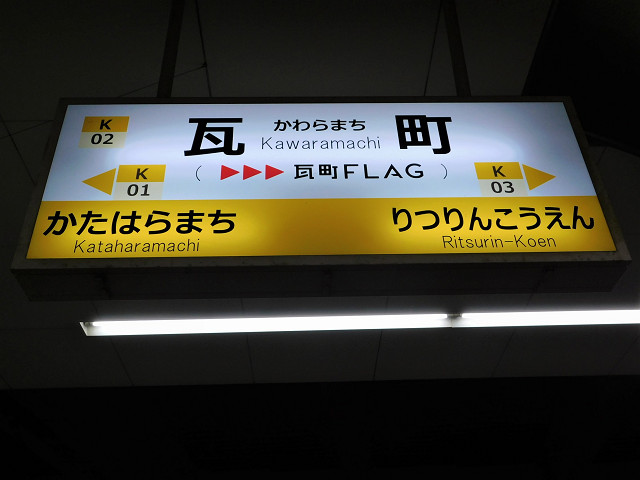 K
02
かわらまち
瓦町
Kawaramachi
( ▶▶▶ 瓦町FLAG )
K
01
K
03
かたはらまち
Kataharamachi
りつりんこうえん
Ritsurin-Koen